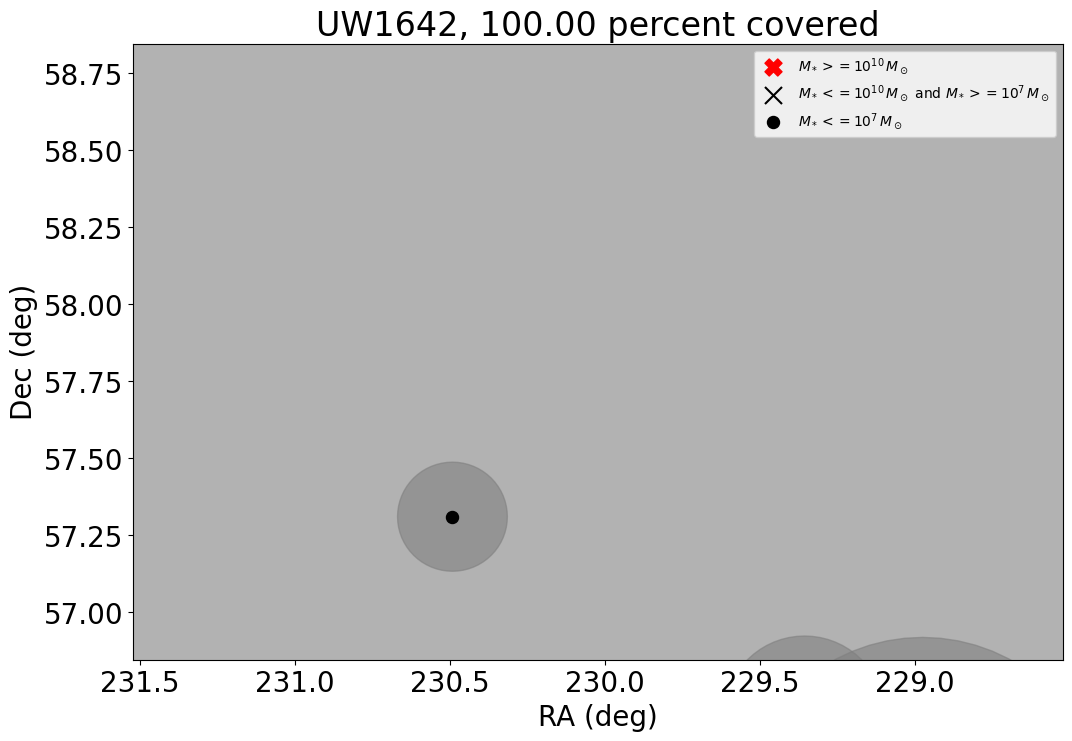 UW1642, 100.00 percent covered
M* >= 10^10 M⊙
M* <= 10^10 M⊙ and M* >= 10^7 M⊙
M* <= 10^7 M⊙
58.75
58.50
58.25
58.00
57.75
57.50
57.25
57.00
Dec (deg)
231.5 231.0 230.5 230.0 229.5 229.0
RA (deg)